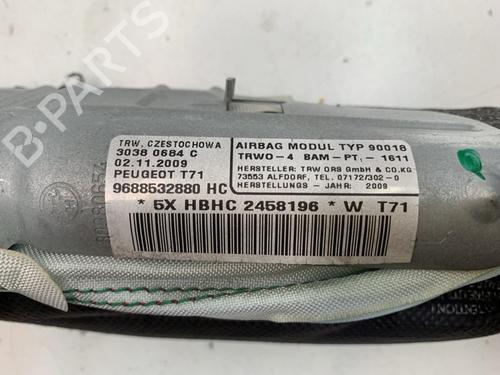 TRW, CZESTOCHOWA
3038 0684 C
02.11.2009
PEUGEOT T71
9688532880 HC
AIRBAG MODUL TYP 90018
TRWO-4 BAM-PT, - 1611
HERSTELLER: TRW ORS GmbH & CO.KG
73553 ALFDORF, TEL. 07172/302-0
HERSTELLUNGS - JAHR: 2009
* 5X HBHC 2458196 * W T71
B-PARTS